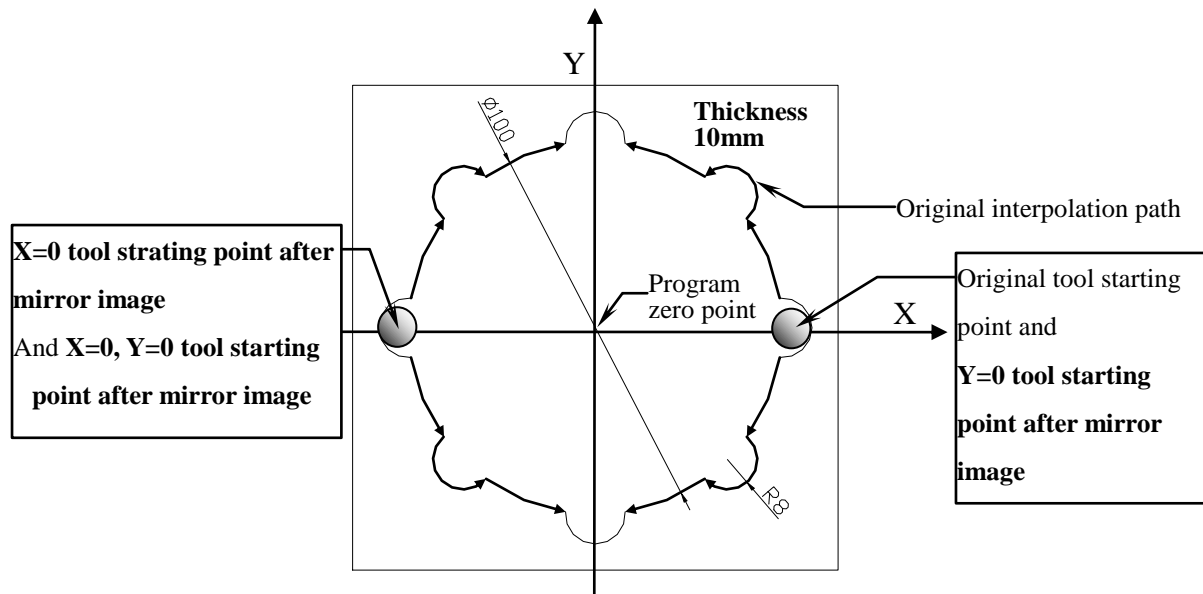 Y
ø100
Thickness
10mm
Original interpolation path
X=0 tool strating point after
mirror image
And X=0, Y=0 tool starting
point after mirror image
Program
zero point
X
Original tool starting
point and
Y=0 tool starting
point after mirror
image
R8